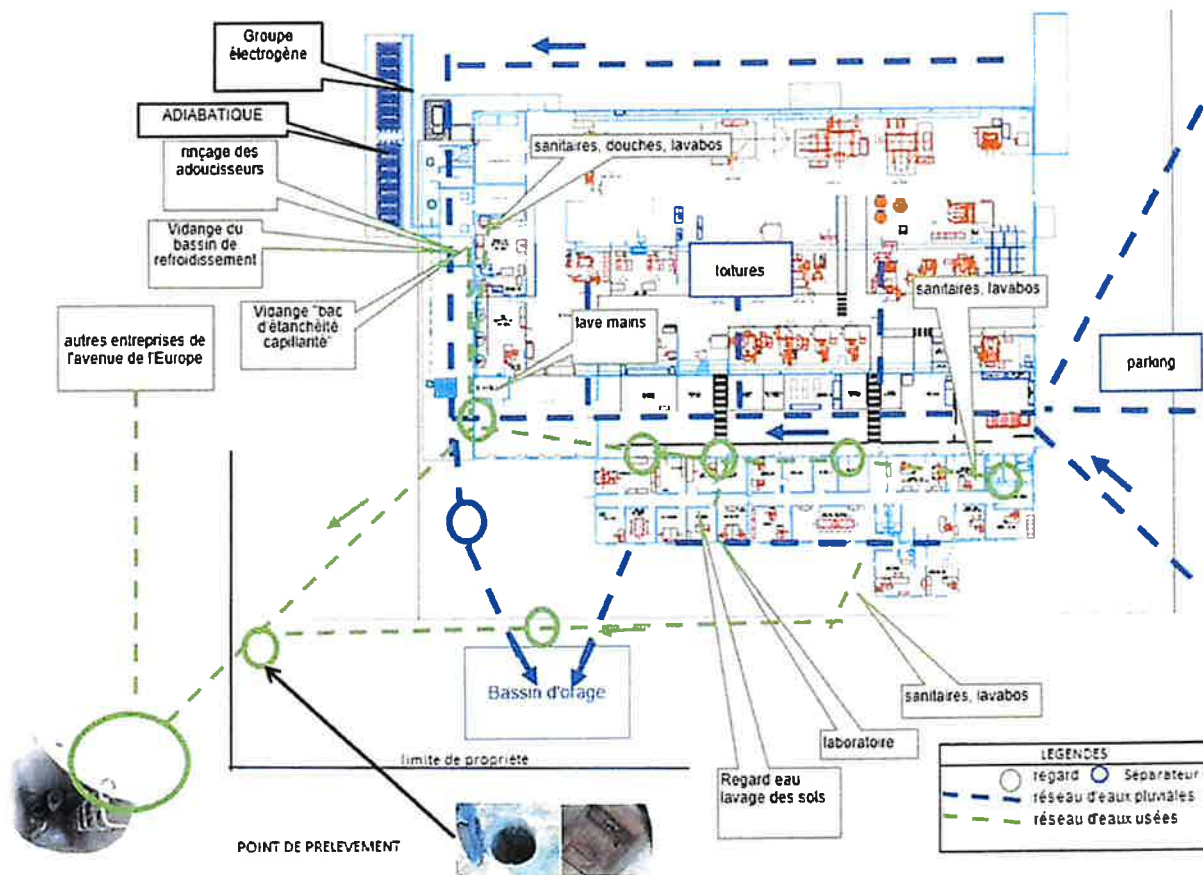 Groupe
électrogène
ADIABATIQUE
rinçage des
adoucisseurs
sanitaires, douches, lavabos
Vidange du
bassin de
refroidissement
Vidange "bac
d'étanchéité
capillarité"
toitures
sanitaires, lavabos
lave mains
autres entreprises de
l'avenue de l'Europe
parking
Bassin d'orage
sanitaires, lavabos
laboratoire
limite de propriété
Regard eau
lavage des sols
POINT DE PRELEVEMENT
LEGENDES
regard Séparateur
réseau d'eaux pluviales
réseau d'eaux usées